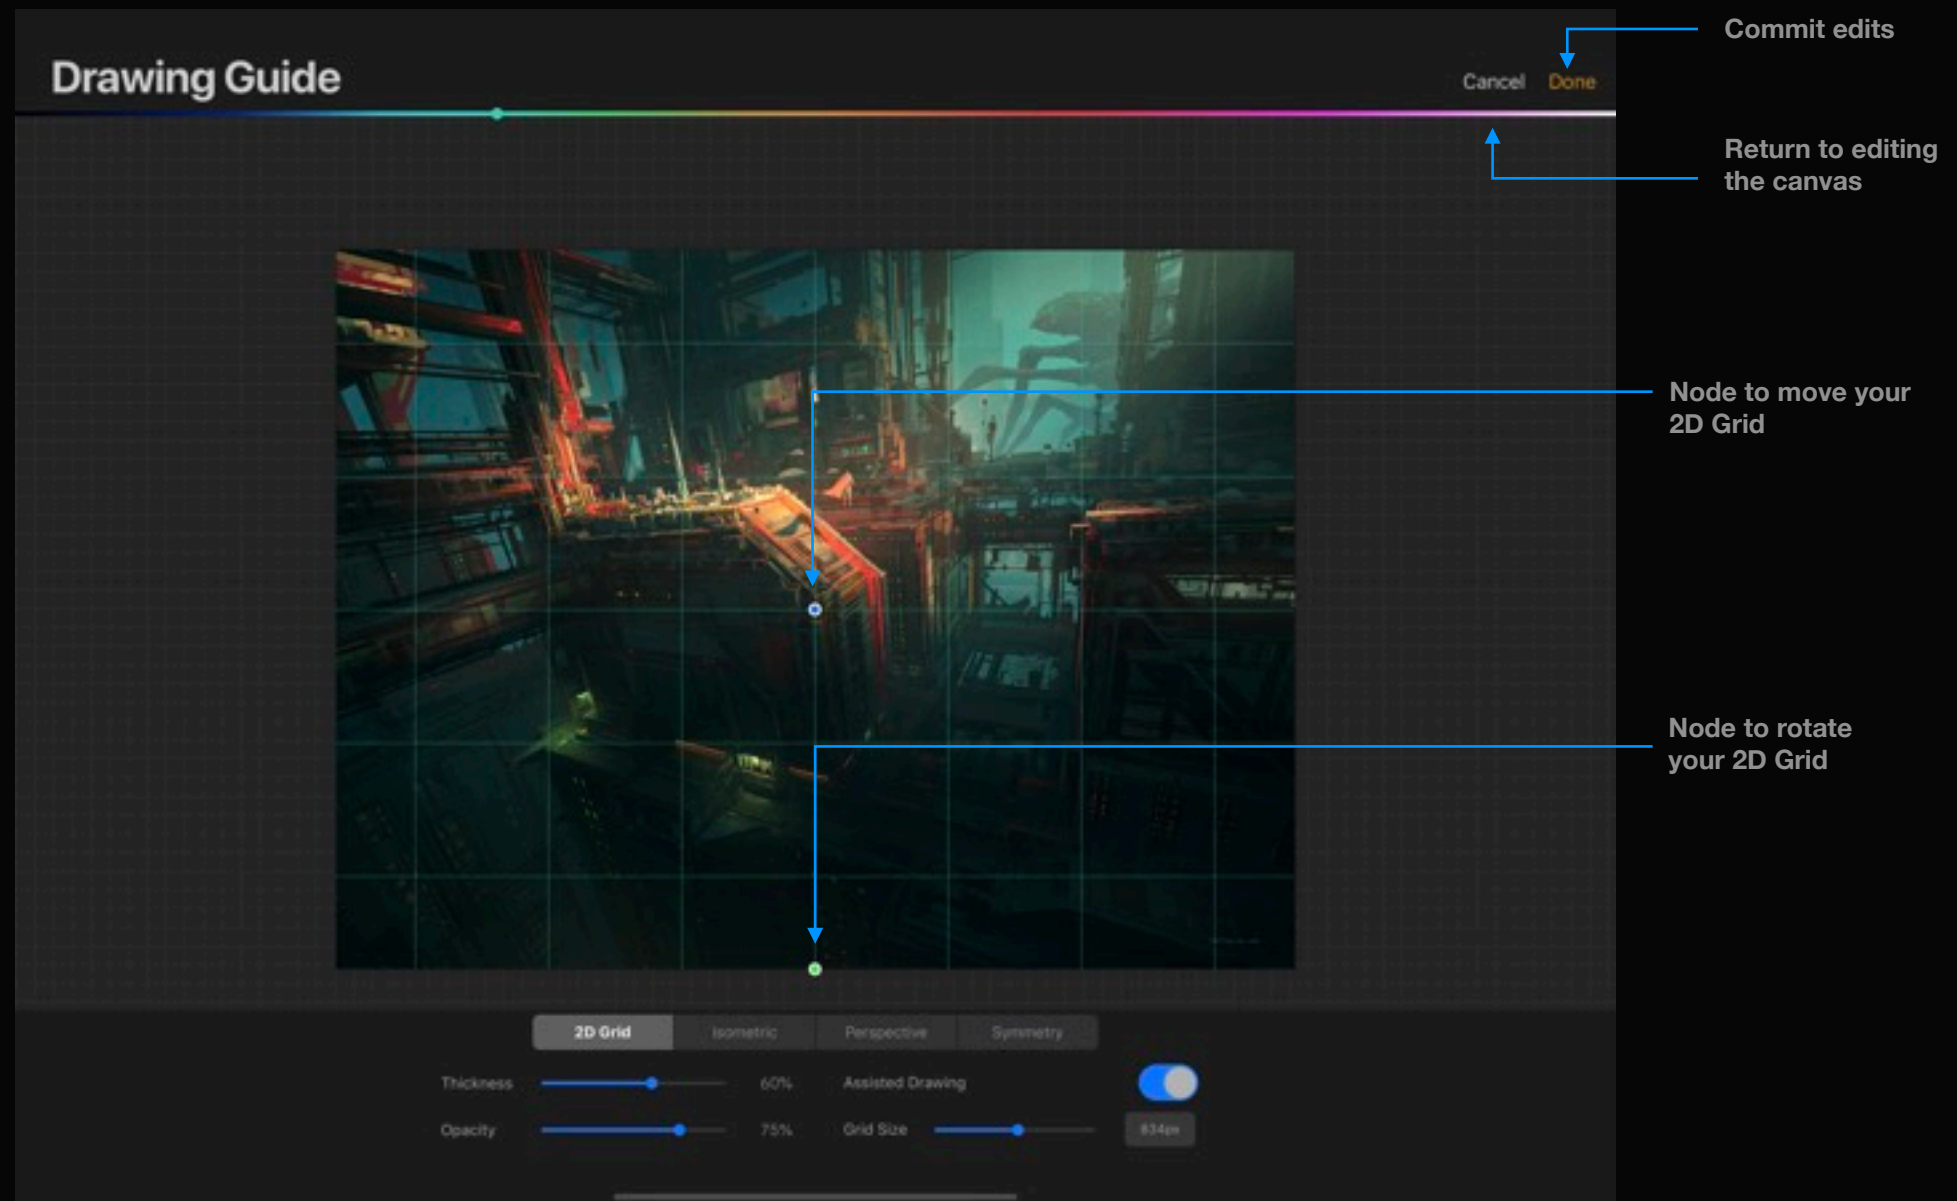 Commit edits
Drawing Guide
Cancel Done
Return to editing
the canvas
Node to move your
2D Grid
Node to rotate
your 2D Grid
2D Grid Isometric Perspective Symmetry
Thickness 60% Assisted Drawing
Opacity 75% Grid Size